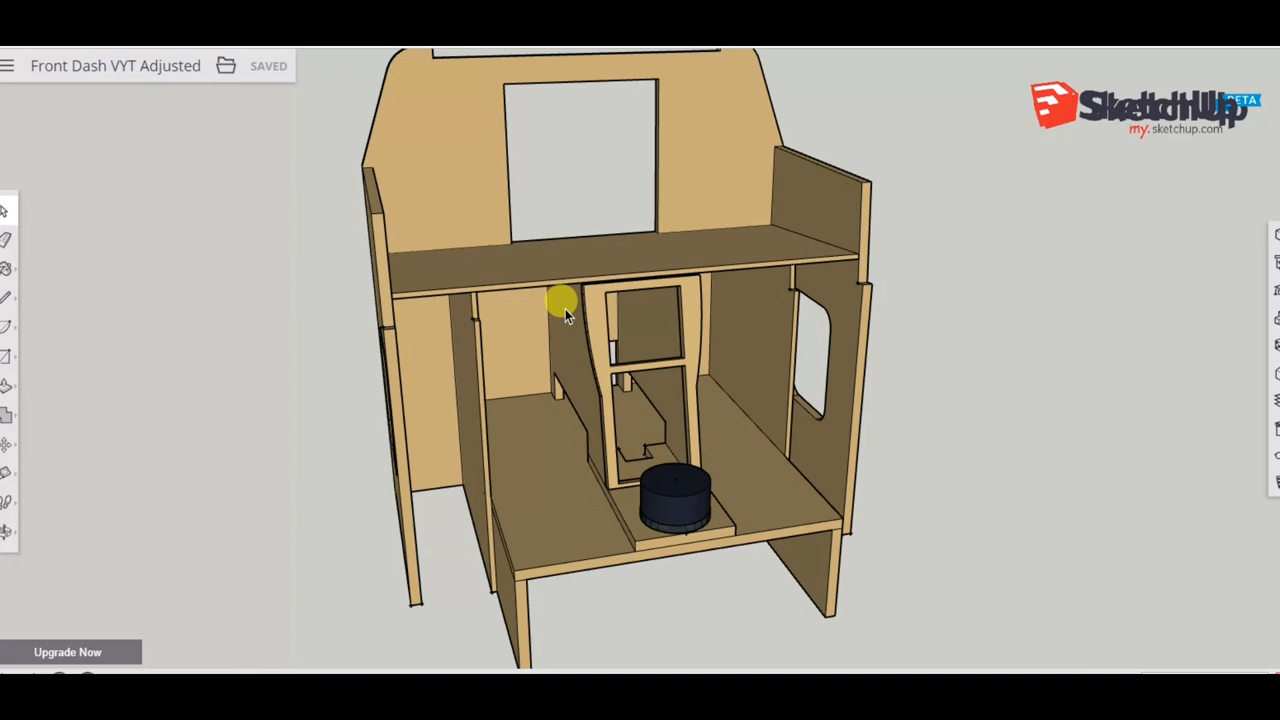 Front Dash VYT Adjusted
SAVED
SketchUp
BETA
my.sketchup.com
Upgrade Now